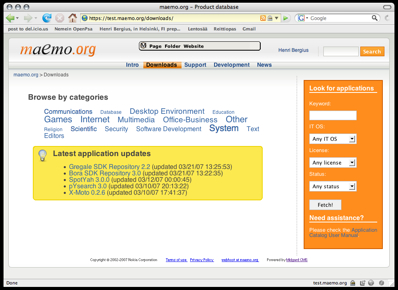 maemo.org - Product database
https://test.maemo.org/downloads/
Google
post to del.icio.us Nemein OpenPsa Henri Bergius, in Helsinki, FI prep... Lentosää Reittiopas Gmail
maemo.org
Page Folder Website
Henri Bergius
Search
Intro Downloads Support Development News
maemo.org > Downloads
Browse by categories
Communications Database Desktop Environment Education
Games Internet Multimedia Office-Business Other
Religion Scientific Security Software Development System Text
Editors
Latest application updates
Gregale SDK Repository 2.2 (updated 03/21/07 13:25:53)
Bora SDK Repository 3.0 (updated 03/21/07 13:22:35)
SpotYah 3.0.0 (updated 03/12/07 00:00:45)
pYsearch 3.0 (updated 03/10/07 20:13:22)
X-Moto 0.2.6 (updated 03/10/07 17:41:37)
Look for applications
Keyword:
IT OS:
Any IT OS
License:
Any license
Status:
Any status
Fetch!
Need assistance?
Please check the Application
Catalog User Manual
Copyright © 2002-2007 Nokia Corporation Terms of use webhost at maemo.org Powered by Midgard CMS
Done
test.maemo.org